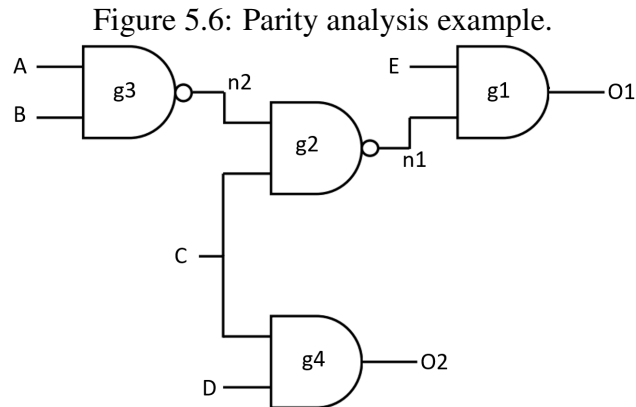 Figure 5.6: Parity analysis example.
A
B
g3
n2
E
g1
O1
g2
n1
C
g4
D
O2